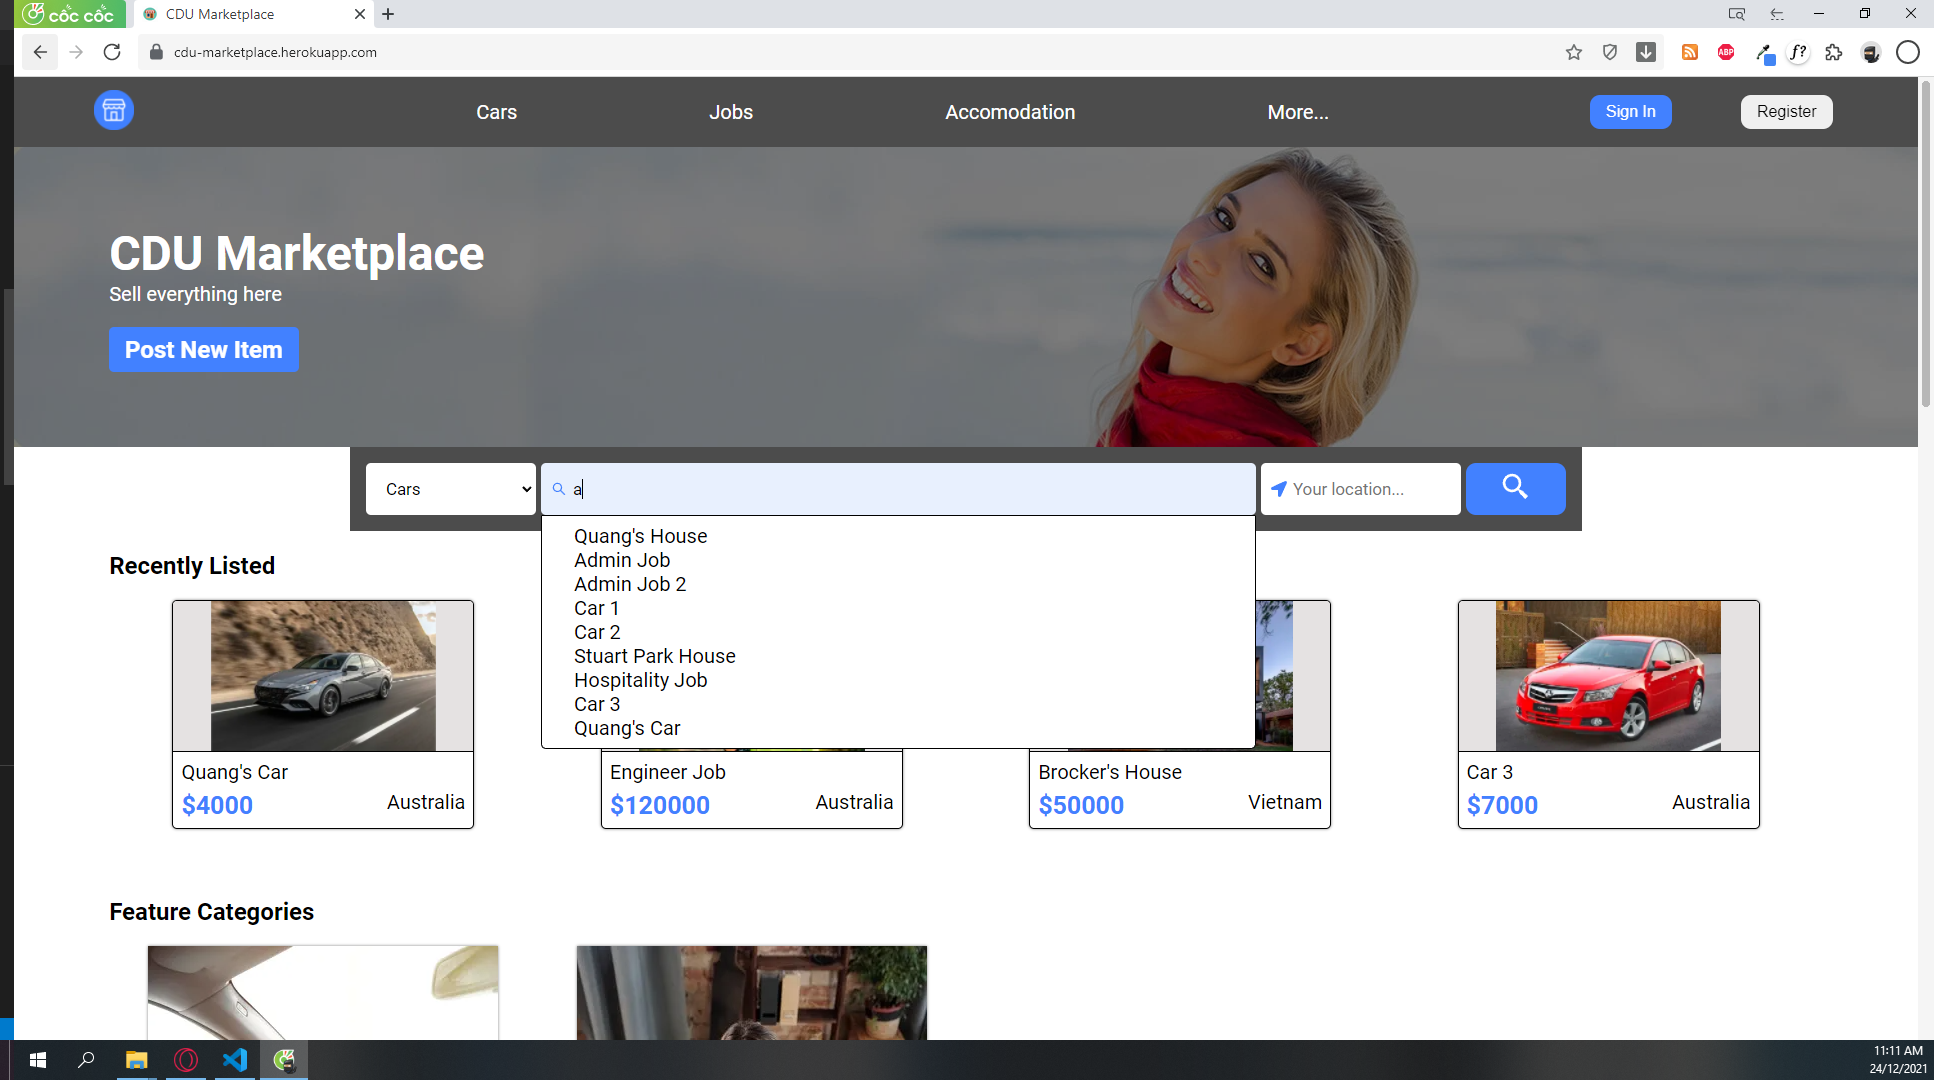 cốc cốc
CDU Marketplace
cdu-marketplace.herokuapp.com
ABP
f?
Cars
Jobs
Accomodation
More...
Sign In
Register
CDU Marketplace
Sell everything here
Post New Item
Cars
a
Your location...
Quang's House
Admin Job
Admin Job 2
Car 1
Car 2
Stuart Park House
Hospitality Job
Car 3
Quang's Car
Recently Listed
Quang's Car
$4000
Australia
Engineer Job
$120000
Australia
Brocker's House
$50000
Vietnam
Car 3
$7000
Australia
Feature Categories
11:11 AM
24/12/2021